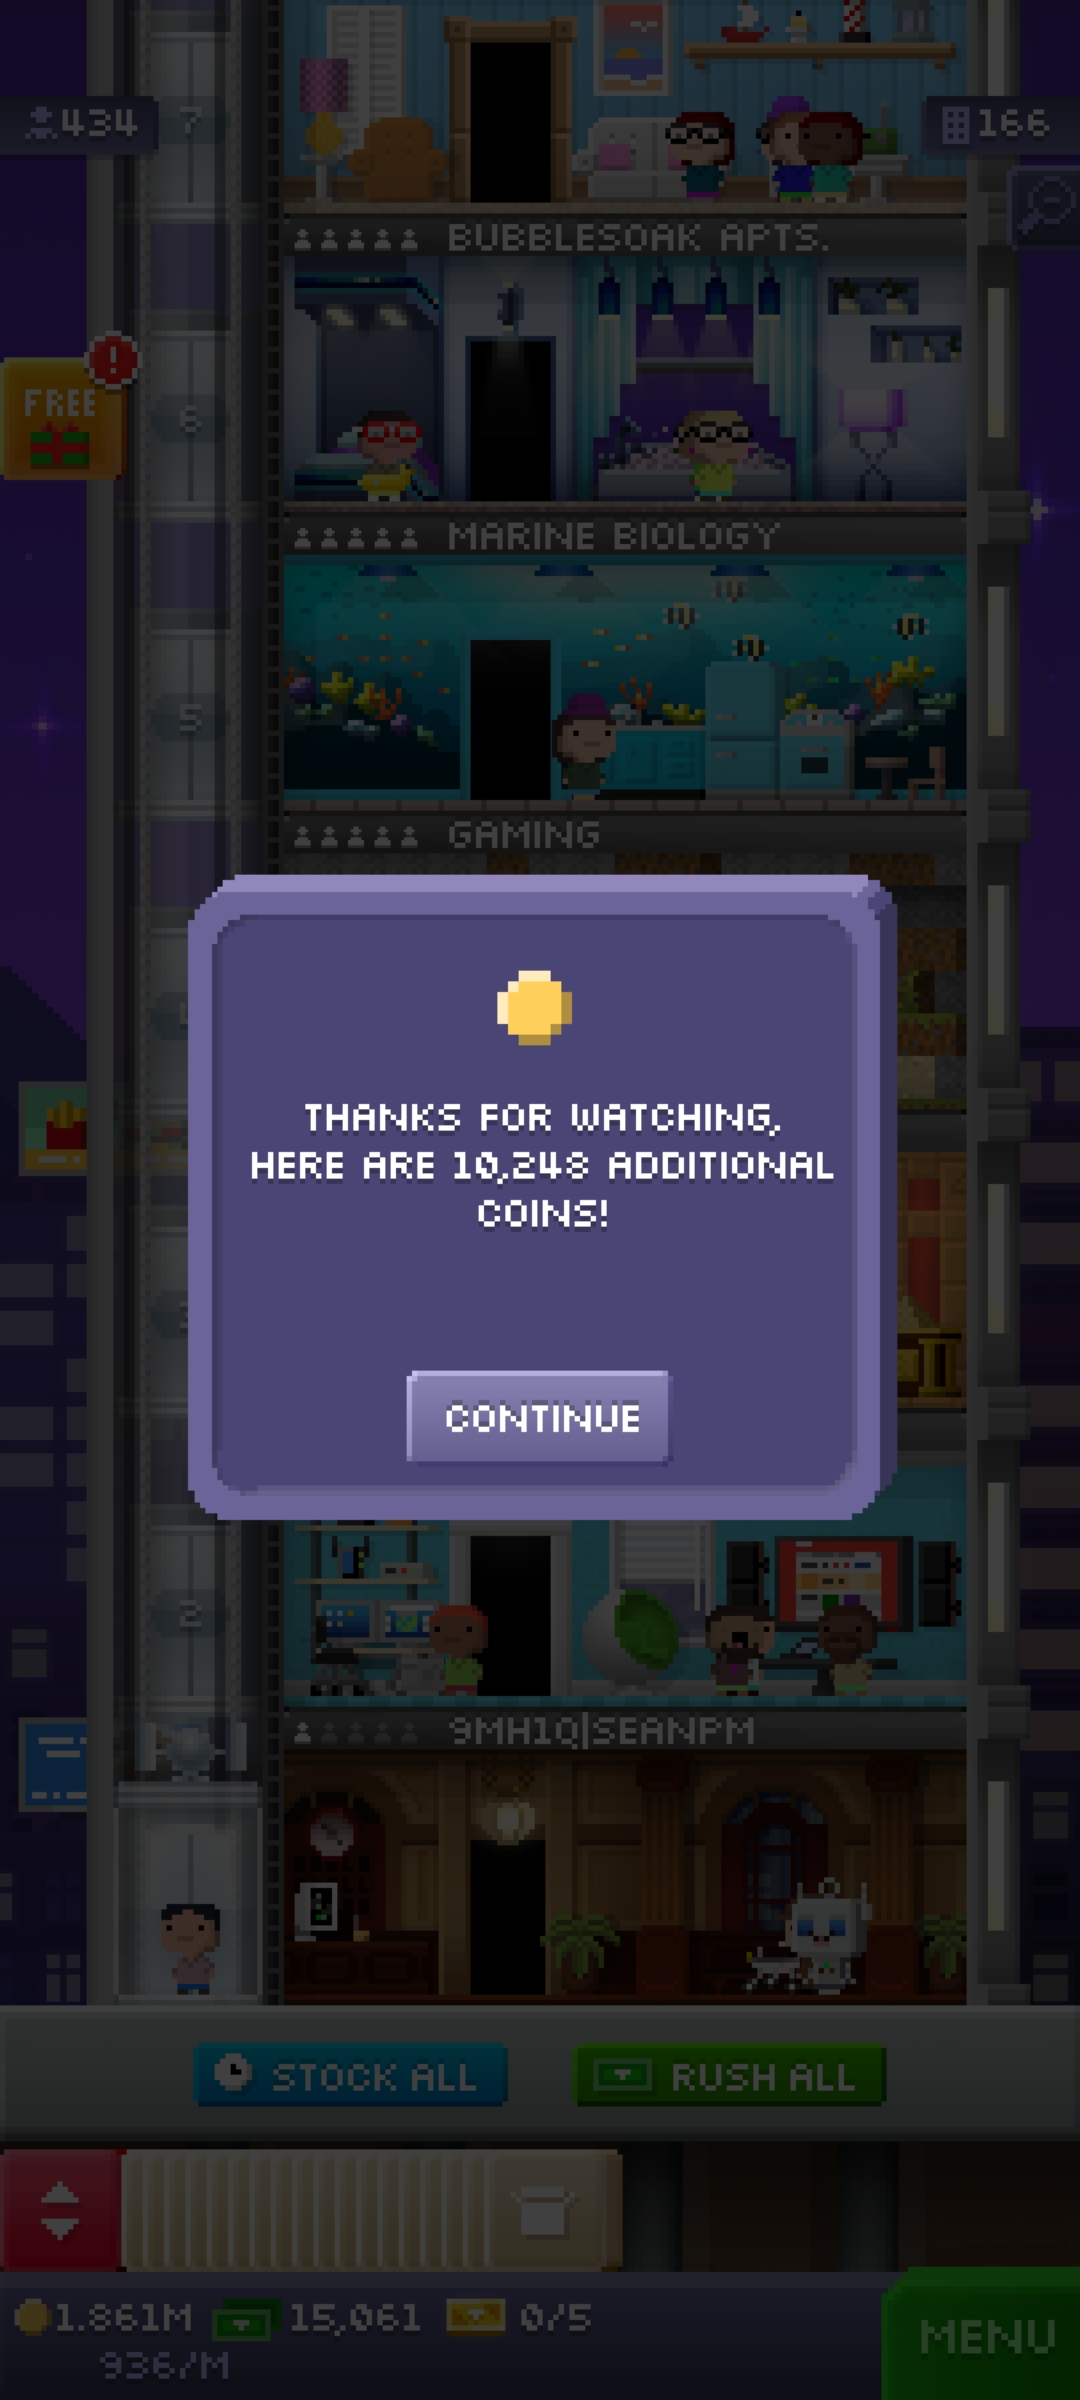 434
7
166
BUBBLESOAK APTS.
FREE
!
6
MARINE BIOLOGY
5
GAMING
THANKS FOR WATCHING,
HERE ARE 10,248 ADDITIONAL
COINS!
CONTINUE
2
9MH1Q|SEANPM
STOCK ALL
RUSH ALL
1.861M
15,061
0/5
936/M
MENU